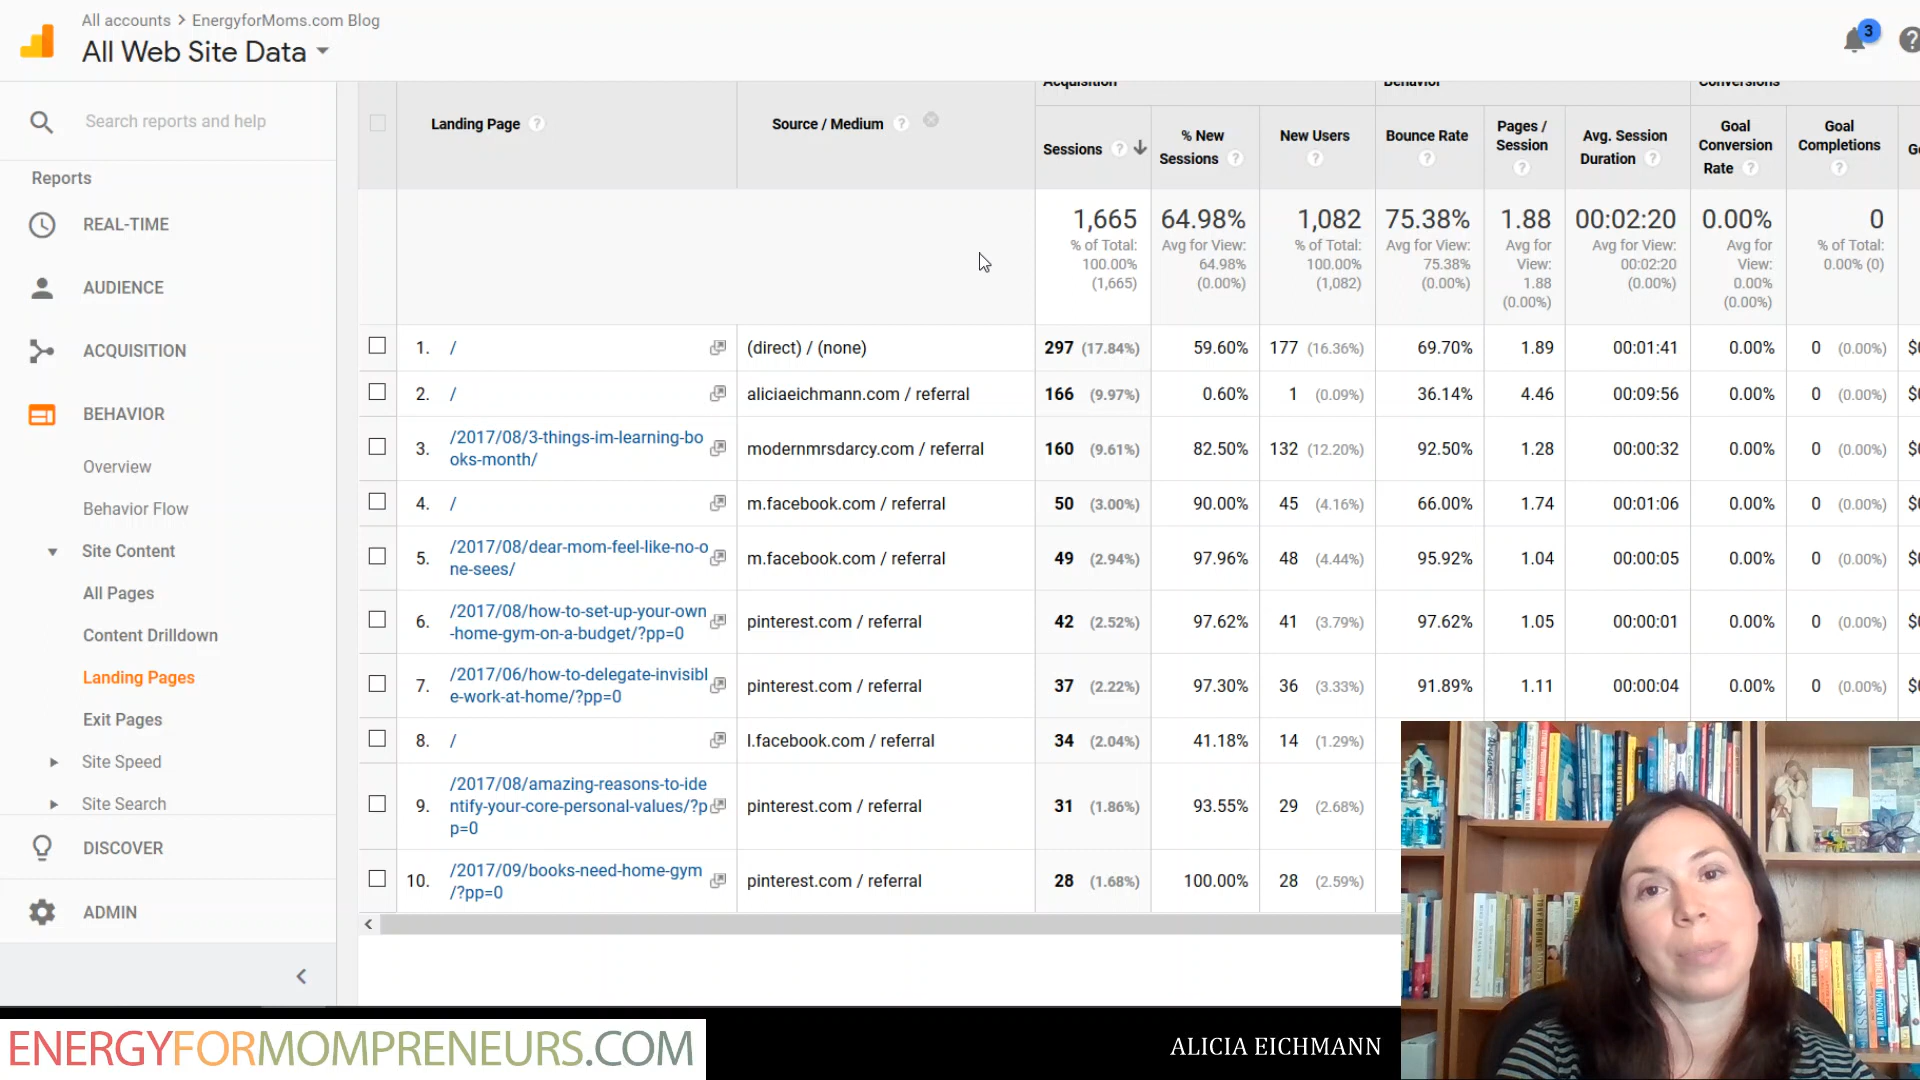 All accounts > EnergyforMoms.com Blog
All Web Site Data
3
?
Search reports and help
Reports
REAL-TIME
AUDIENCE
ACQUISITION
BEHAVIOR
Overview
Behavior Flow
Site Content
All Pages
Content Drilldown
Landing Pages
Exit Pages
Site Speed
Site Search
DISCOVER
ADMIN
Acquisition Behavior Conversions
Landing Page ? Source / Medium ? Sessions ? % New Sessions ? New Users ? Bounce Rate ? Pages / Session ? Avg. Session Duration ? Goal Conversion Rate ? Goal Completions ?
1,665 64.98% 1,082 75.38% 1.88 00:02:20 0.00% 0
% of Total: 100.00% (1,665) Avg for View: 64.98% (0.00%) % of Total: 100.00% (1,082) Avg for View: 75.38% (0.00%) Avg for View: 1.88 (0.00%) Avg for View: 00:02:20 (0.00%) Avg for View: 0.00% (0.00%) % of Total: 0.00% (0)
1. / (direct) / (none) 297 (17.84%) 59.60% 177 (16.36%) 69.70% 1.89 00:01:41 0.00% 0 (0.00%)
2. / aliciaeichmann.com / referral 166 (9.97%) 0.60% 1 (0.09%) 36.14% 4.46 00:09:56 0.00% 0 (0.00%)
3. /2017/08/3-things-im-learning-books-month/ modernmrsdarcy.com / referral 160 (9.61%) 82.50% 132 (12.20%) 92.50% 1.28 00:00:32 0.00% 0 (0.00%)
4. / m.facebook.com / referral 50 (3.00%) 90.00% 45 (4.16%) 66.00% 1.74 00:01:06 0.00% 0 (0.00%)
5. /2017/08/dear-mom-feel-like-no-one-sees/ m.facebook.com / referral 49 (2.94%) 97.96% 48 (4.44%) 95.92% 1.04 00:00:05 0.00% 0 (0.00%)
6. /2017/08/how-to-set-up-your-own-home-gym-on-a-budget/?pp=0 pinterest.com / referral 42 (2.52%) 97.62% 41 (3.79%) 97.62% 1.05 00:00:01 0.00% 0 (0.00%)
7. /2017/06/how-to-delegate-invisible-work-at-home/?pp=0 pinterest.com / referral 37 (2.22%) 97.30% 36 (3.33%) 91.89% 1.11 00:00:04 0.00% 0 (0.00%)
8. / l.facebook.com / referral 34 (2.04%) 41.18% 14 (1.29%)
9. /2017/08/amazing-reasons-to-identify-your-core-personal-values/?pp=0 pinterest.com / referral 31 (1.86%) 93.55% 29 (2.68%)
10. /2017/09/books-need-home-gym/?pp=0 pinterest.com / referral 28 (1.68%) 100.00% 28 (2.59%)
ENERGYFORMOMPRENEURS.COM
ALICIA EICHMANN